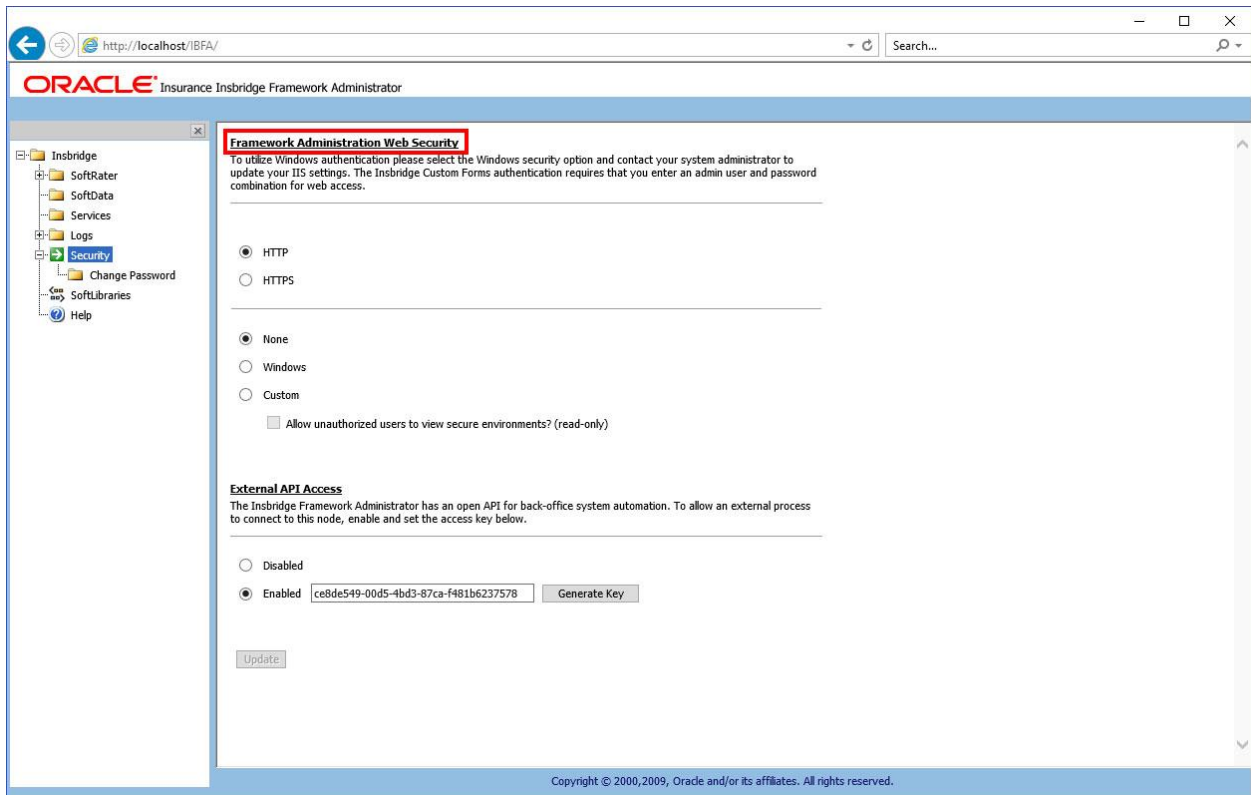 http://localhost/IBFA/
Search...
ORACLE Insurance Insbridge Framework Administrator
Insbridge
SoftRater
SoftData
Services
Logs
Security
Change Password
SoftLibraries
Help
Framework Administration Web Security
To utilize Windows authentication please select the Windows security option and contact your system administrator to
update your IIS settings. The Insbridge Custom Forms authentication requires that you enter an admin user and password
combination for web access.
HTTP
HTTPS
None
Windows
Custom
Allow unauthorized users to view secure environments? (read-only)
External API Access
The Insbridge Framework Administrator has an open API for back-office system automation. To allow an external process
to connect to this node, enable and set the access key below.
Disabled
Enabled ce8de549-00d5-4bd3-87ca-f481b6237578 Generate Key
Update
Copyright © 2000,2009, Oracle and/or its affiliates. All rights reserved.